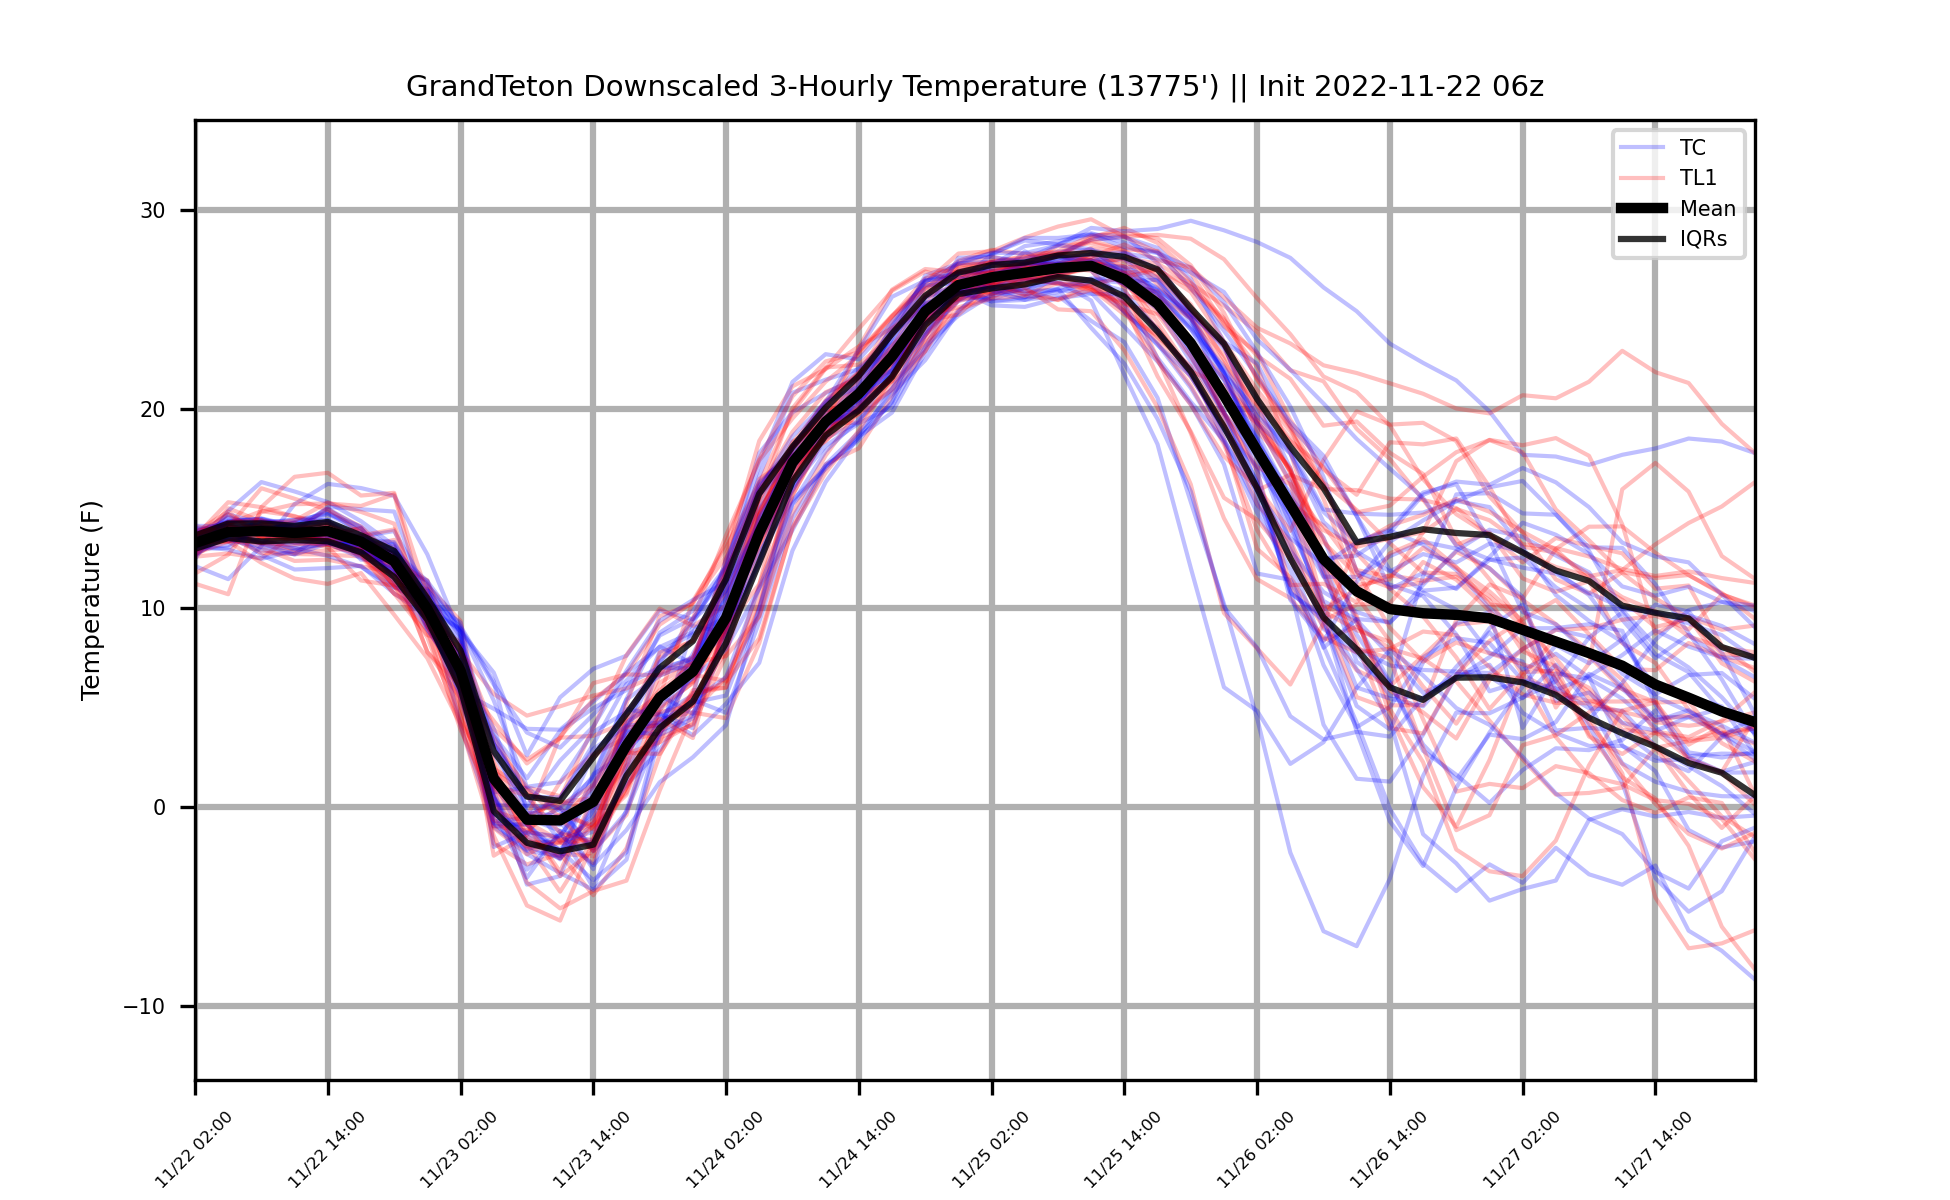 GrandTeton Downscaled 3-Hourly Temperature (13775') || Init 2022-11-22 06z
TC
TL1
Mean
IQRs
Temperature (F)
30
20
10
0
−10
11/22 02:00
11/22 14:00
11/23 02:00
11/23 14:00
11/24 02:00
11/24 14:00
11/25 02:00
11/25 14:00
11/26 02:00
11/26 14:00
11/27 02:00
11/27 14:00